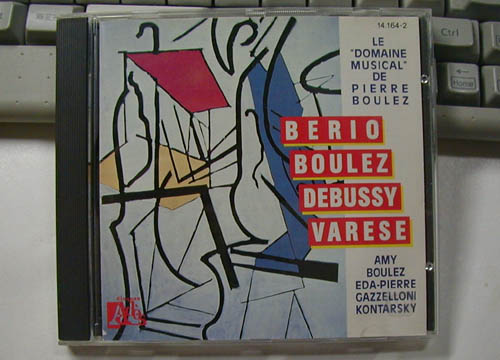 14.164-2
LE
"DOMAINE
MUSICAL"
DE
PIERRE
BOULEZ
BERIO
BOULEZ
DEBUSSY
VARESE
AMY
BOULEZ
EDA-PIERRE
GAZZELLONI
KONTARSKY
Ctrl
←
Home